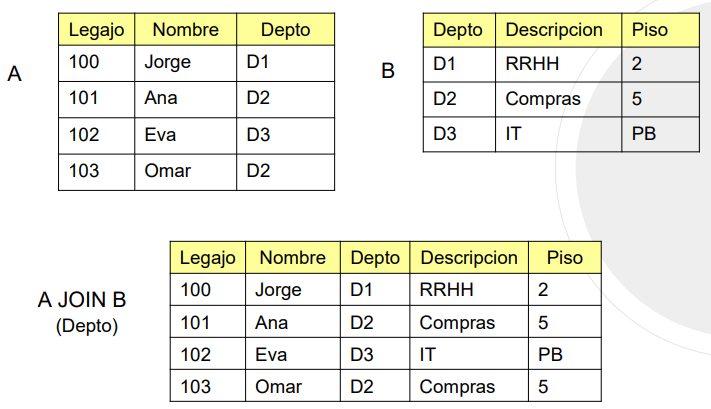 A
Legajo Nombre Depto
100 Jorge D1
101 Ana D2
102 Eva D3
103 Omar D2
B
Depto Descripcion Piso
D1 RRHH 2
D2 Compras 5
D3 IT PB
A JOIN B
(Depto)
Legajo Nombre Depto Descripcion Piso
100 Jorge D1 RRHH 2
101 Ana D2 Compras 5
102 Eva D3 IT PB
103 Omar D2 Compras 5